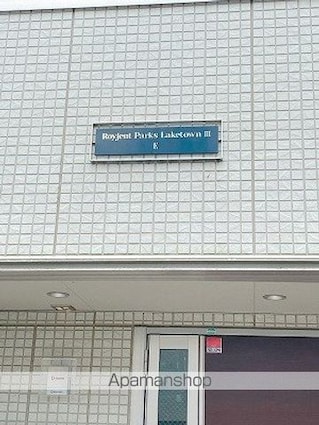 Royjent Parks Laketown III
E
Apamanshop